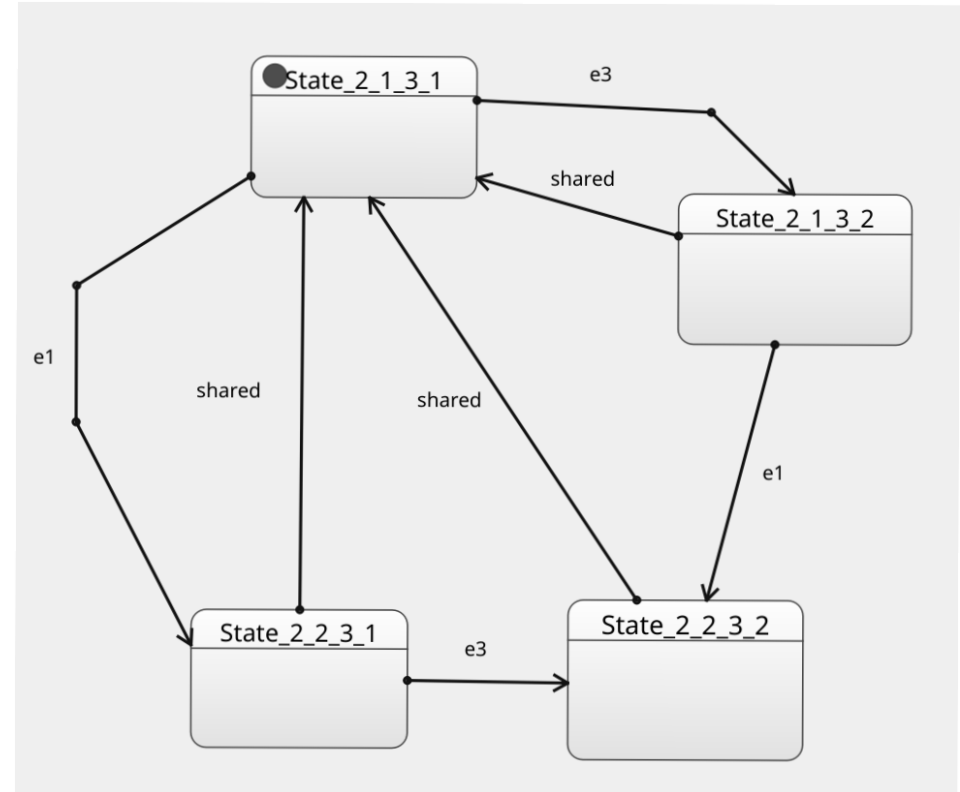 State_2_1_3_1
e3
shared
State_2_1_3_2
e1
shared
shared
e1
State_2_2_3_1
e3
State_2_2_3_2